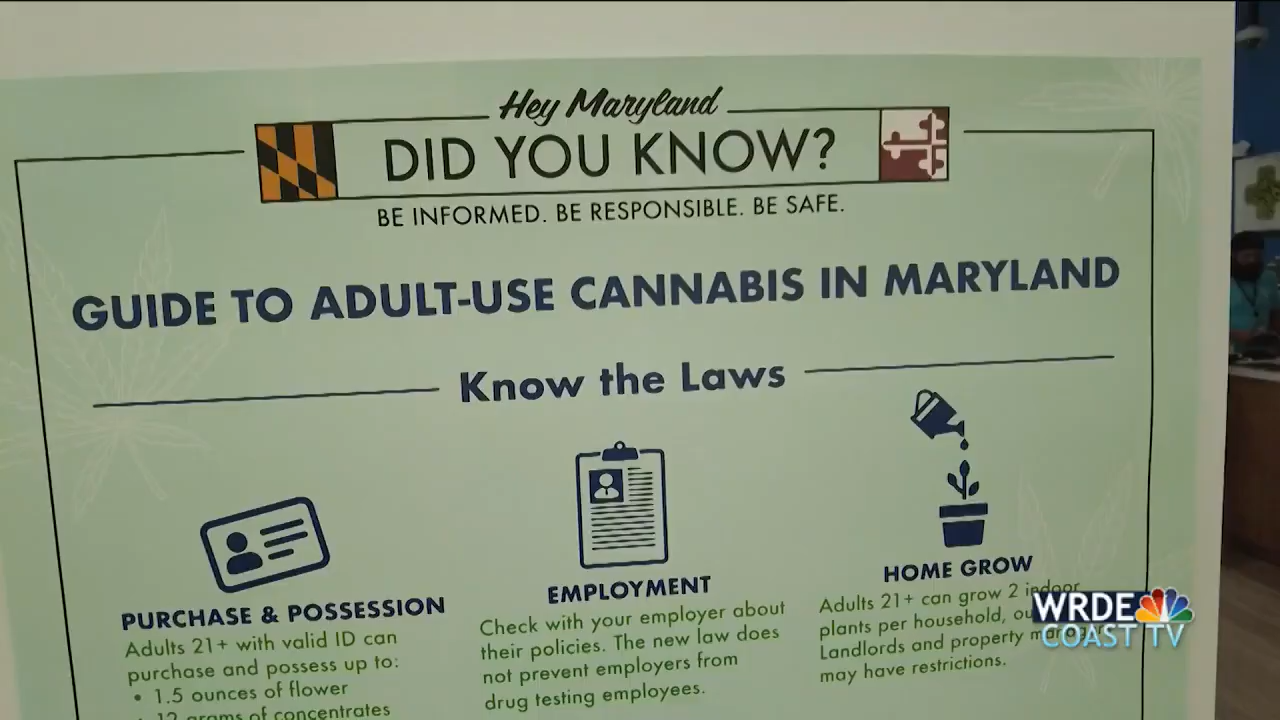 Hey Maryland
DID YOU KNOW?
BE INFORMED. BE RESPONSIBLE. BE SAFE.
GUIDE TO ADULT-USE CANNABIS IN MARYLAND
Know the Laws
PURCHASE & POSSESSION
Adults 21+ with valid ID can
purchase and possess up to:
• 1.5 ounces of flower
• 12 grams of concentrates
EMPLOYMENT
Check with your employer about
their policies. The new law does
not prevent employers from
drug testing employees.
HOME GROW
Adults 21+ can grow 2 indoor
plants per household,
Landlords and property
may have restrictions.
WRDE
COAST TV